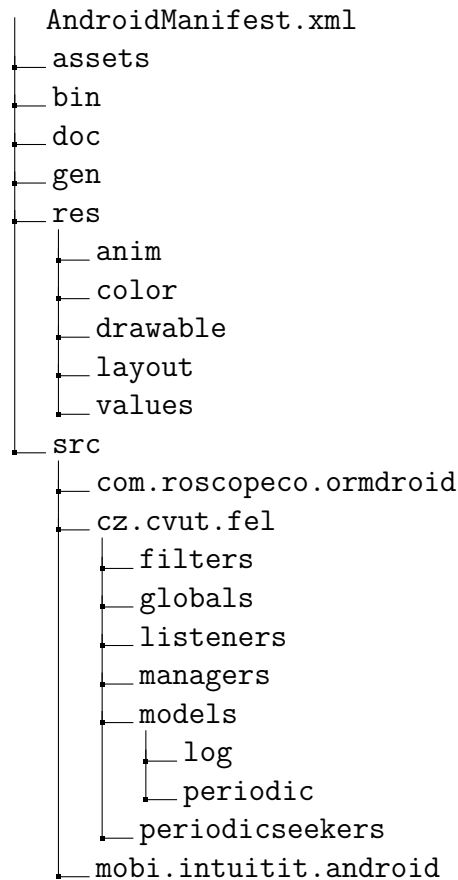 AndroidManifest.xml
assets
bin
doc
gen
res
anim
color
drawable
layout
values
src
com.roscopeco.ormdroid
cz.cvut.fel
filters
globals
listeners
managers
models
log
periodic
periodicseekers
mobi.intuitit.android